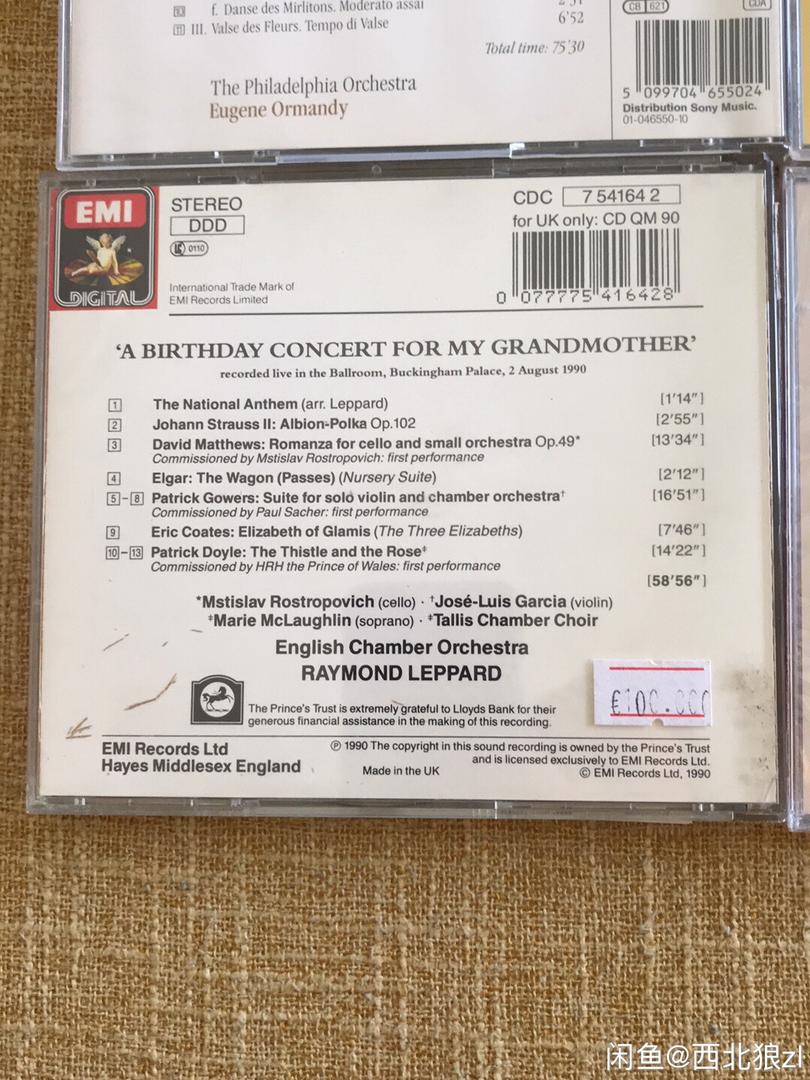 f. Danse des Mirlitons. Moderato assai
11 III. Valse des Fleurs. Tempo di Valse 6'52
Total time: 75'30
The Philadelphia Orchestra
Eugene Ormandy
CB 621
CDA
5 099704 655024
Distribution Sony Music.
01-046550-10
EMI
DIGITAL
STEREO
DDD
LC 0110
International Trade Mark of
EMI Records Limited
CDC 7 54164 2
for UK only: CD QM 90
0 077775 416428
‘A BIRTHDAY CONCERT FOR MY GRANDMOTHER’
recorded live in the Ballroom, Buckingham Palace, 2 August 1990
1 The National Anthem (arr. Leppard) [1'14"]
2 Johann Strauss II: Albion-Polka Op.102 [2'55"]
3 David Matthews: Romanza for cello and small orchestra Op.49* [13'34"]
Commissioned by Mstislav Rostropovich: first performance
4 Elgar: The Wagon (Passes) (Nursery Suite) [2'12"]
5-8 Patrick Gowers: Suite for solo violin and chamber orchestra† [16'51"]
Commissioned by Paul Sacher: first performance
9 Eric Coates: Elizabeth of Glamis (The Three Elizabeths) [7'46"]
10-13 Patrick Doyle: The Thistle and the Rose‡ [14'22"]
Commissioned by HRH the Prince of Wales: first performance
[58'56"]
*Mstislav Rostropovich (cello) · †José-Luis Garcia (violin)
‡Marie McLaughlin (soprano) · ‡Tallis Chamber Choir
English Chamber Orchestra
RAYMOND LEPPARD
The Prince's Trust is extremely grateful to Lloyds Bank for their
generous financial assistance in the making of this recording.
EMI Records Ltd
Hayes Middlesex England
℗ 1990 The copyright in this sound recording is owned by the Prince's Trust
and is licensed exclusively to EMI Records Ltd.
Made in the UK
© EMI Records Ltd, 1990
闲鱼@西北狼zl